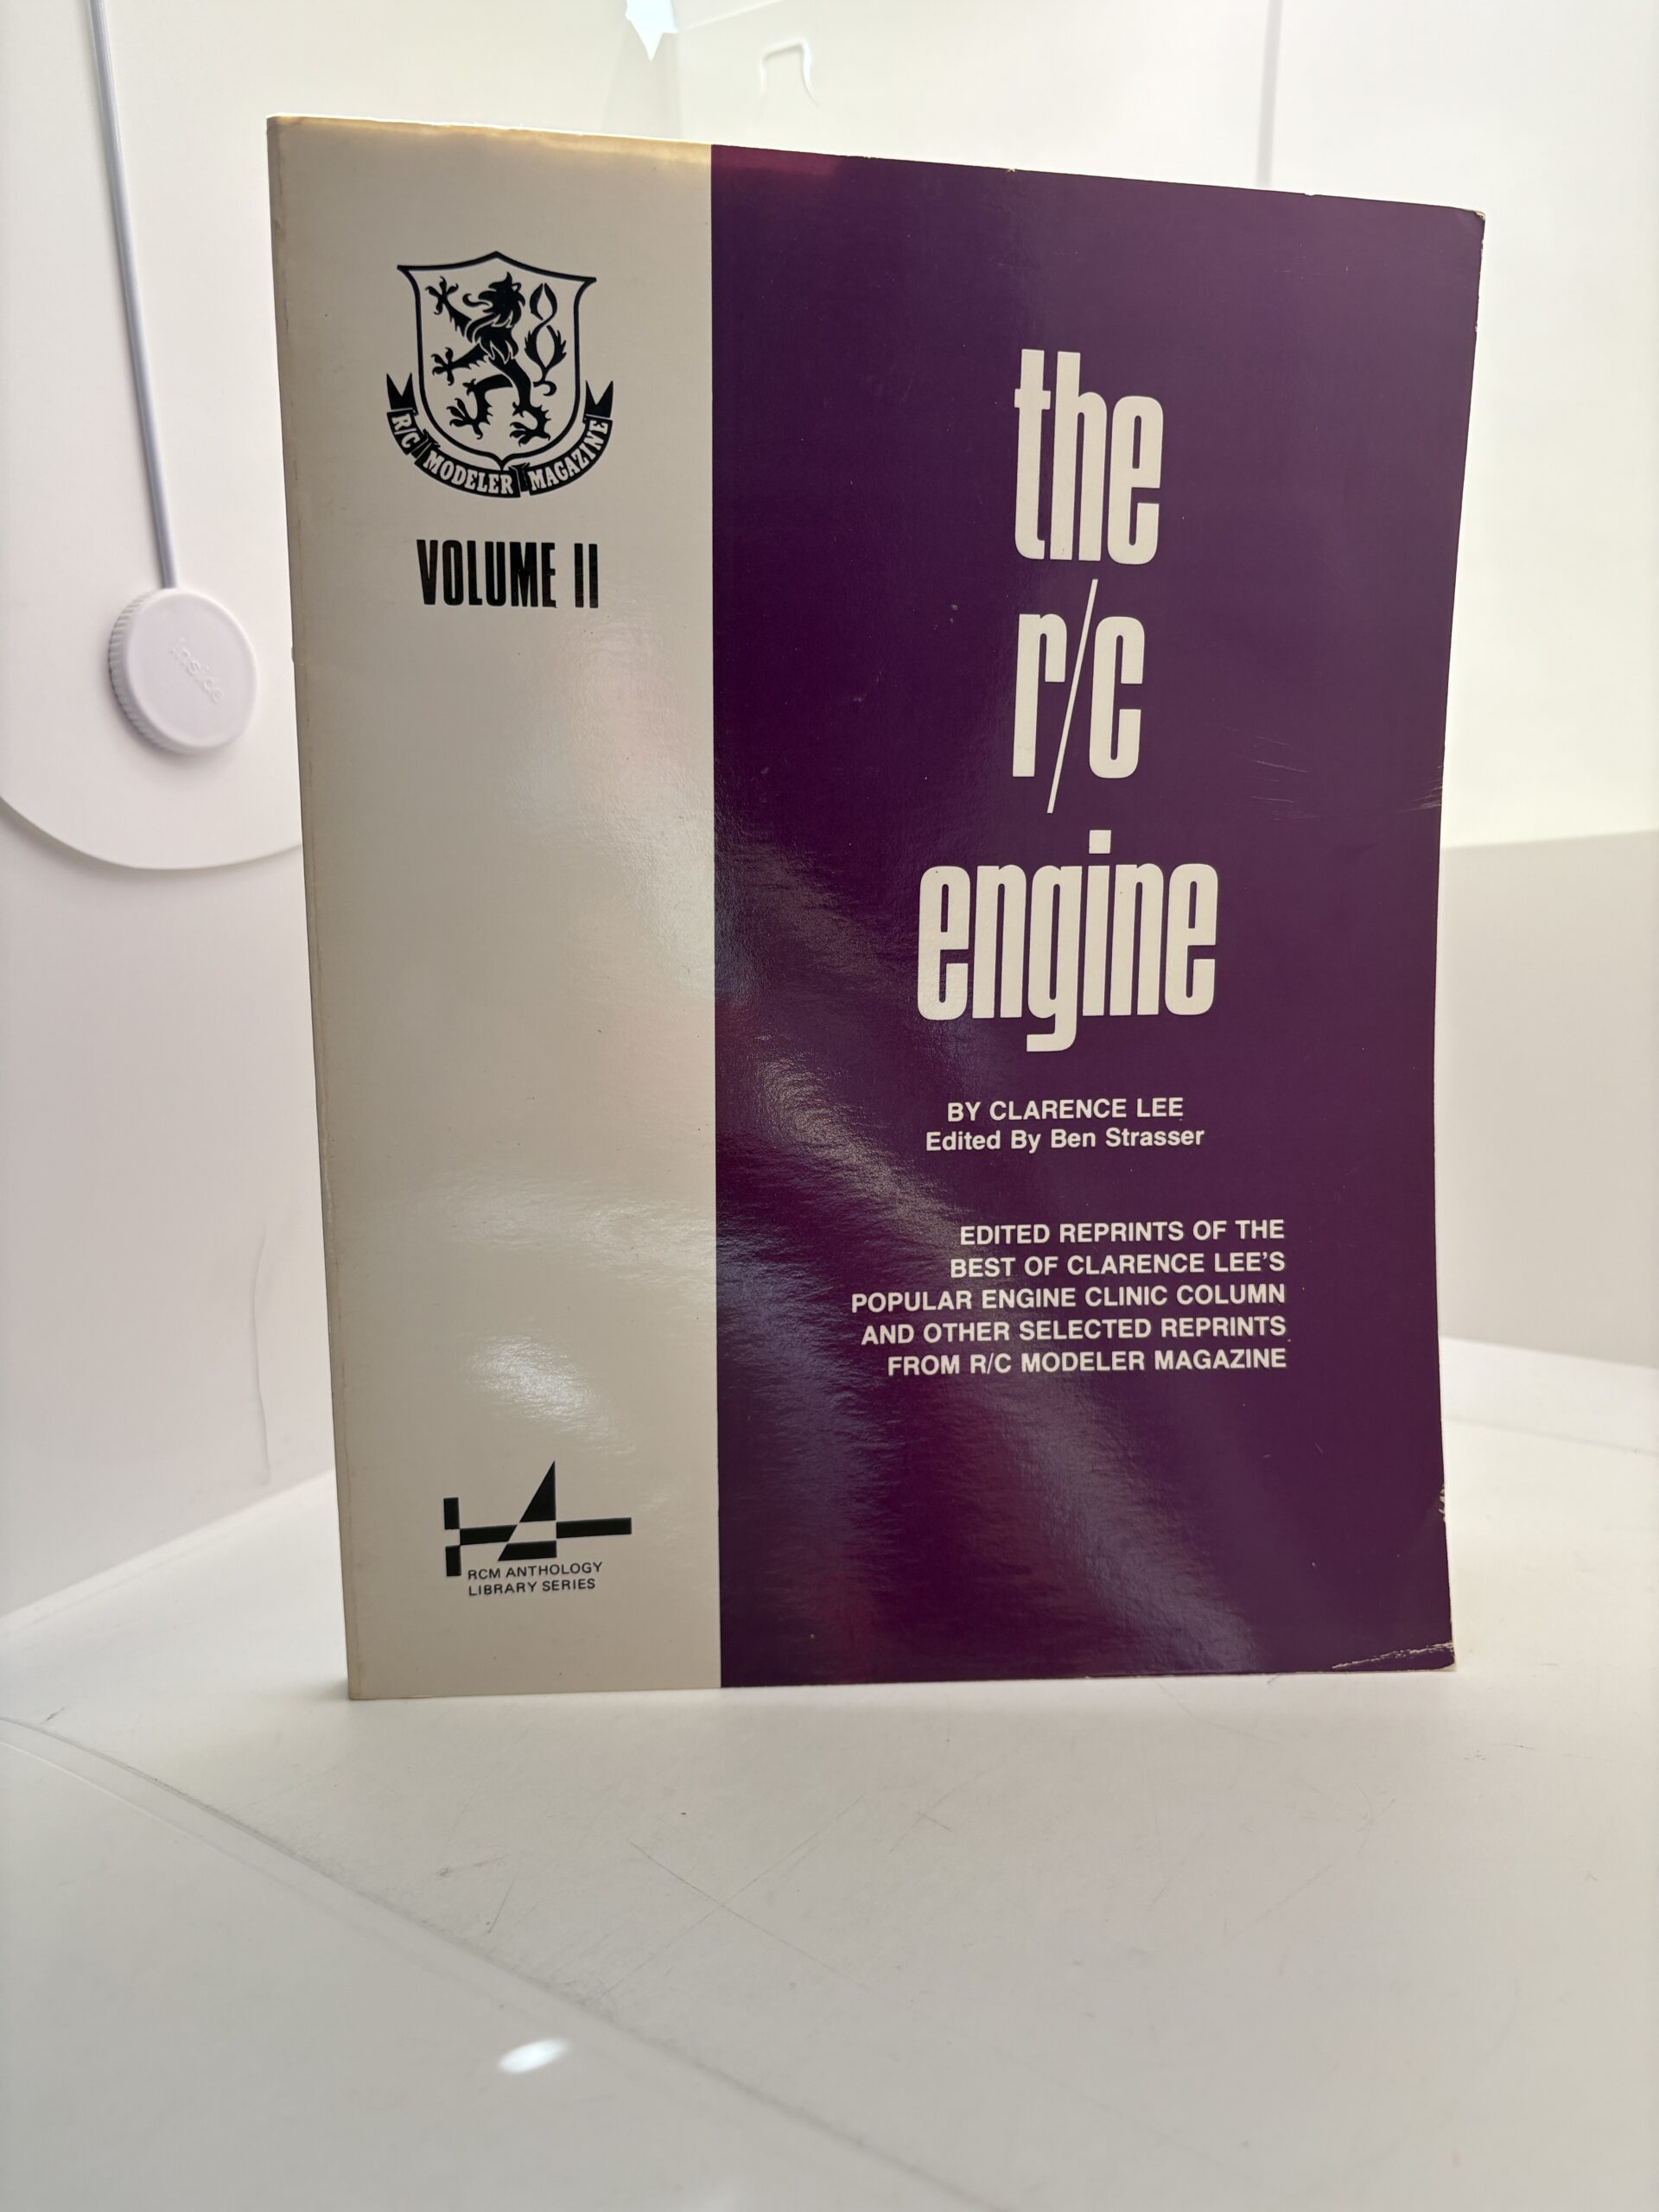 R/C MODELER MAGAZINE
VOLUME II
the
r/c
engine
BY CLARENCE LEE
Edited By Ben Strasser
EDITED REPRINTS OF THE
BEST OF CLARENCE LEE'S
POPULAR ENGINE CLINIC COLUMN
AND OTHER SELECTED REPRINTS
FROM R/C MODELER MAGAZINE
RCM ANTHOLOGY
LIBRARY SERIES
inside